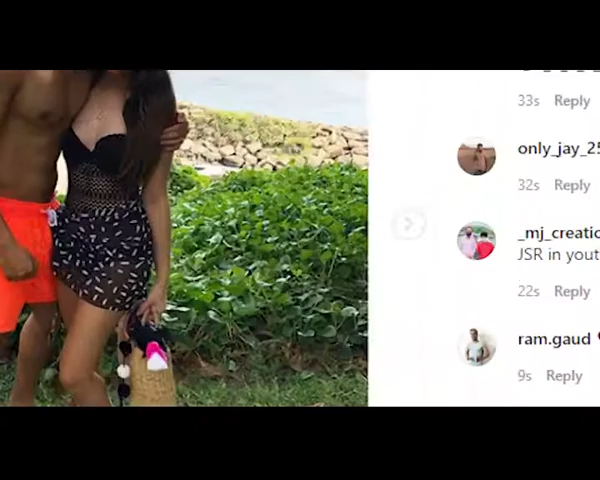 33s Reply
only_jay_25
32s Reply
_mj_creatio
JSR in yout
22s Reply
ram.gaud
9s Reply